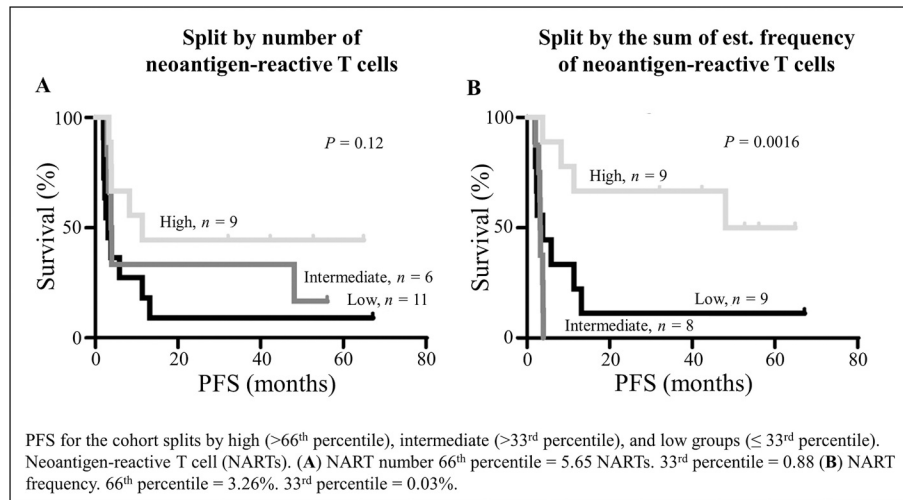 Split by number of
neoantigen-reactive T cells
A
100
50
0
Survival (%)
P = 0.12
High, n = 9
Intermediate, n = 6
Low, n = 11
0
20
40
60
80
PFS (months)
Split by the sum of est. frequency
of neoantigen-reactive T cells
B
100
50
0
Survival (%)
P = 0.0016
High, n = 9
Low, n = 9
Intermediate, n = 8
0
20
40
60
80
PFS (months)
PFS for the cohort splits by high (>66th percentile), intermediate (>33rd percentile), and low groups (≤ 33rd percentile).
Neoantigen-reactive T cell (NARTs). (A) NART number 66th percentile = 5.65 NARTs. 33rd percentile = 0.88 (B) NART
frequency. 66th percentile = 3.26%. 33rd percentile = 0.03%.